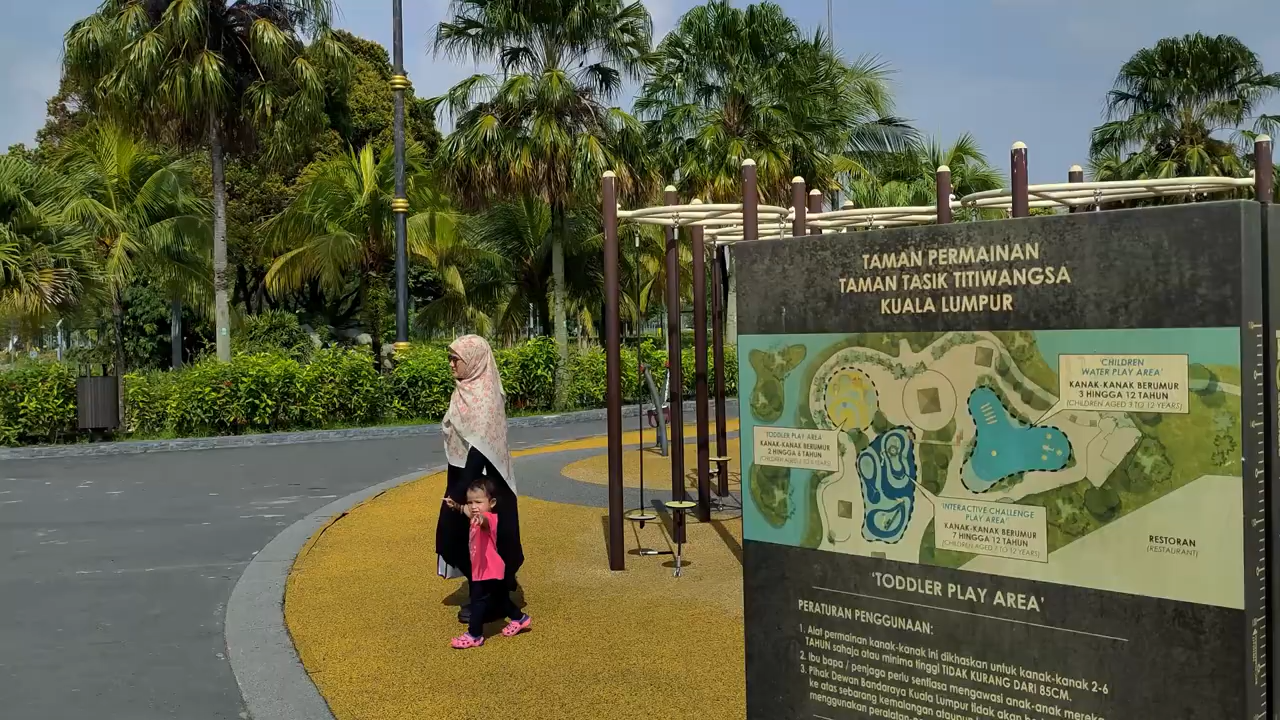 TAMAN PERMAINAN
TAMAN TASIK TITIWANGSA
KUALA LUMPUR
'CHILDREN
WATER PLAY AREA'
KANAK-KANAK BERUMUR
3 HINGGA 12 TAHUN
(CHILDREN AGED 3 TO 12 YEARS)
TODDLER PLAY AREA'
KANAK-KANAK BERUMUR
2 HINGGA 6 TAHUN
(CHILDREN AGED 2 TO 6 YEARS)
'INTERACTIVE CHALLENGE
PLAY AREA'
KANAK-KANAK BERUMUR
7 HINGGA 12 TAHUN
(CHILDREN AGED 7 TO 12 YEARS)
RESTORAN
(RESTAURANT)
'TODDLER PLAY AREA'
PERATURAN PENGGUNAAN:
1. Alat permainan kanak-kanak ini dikhaskan untuk kanak-kanak 2-6
TAHUN sahaja atau minima tinggi TIDAK KURANG DARI 85CM.
2. Ibu bapa / penjaga perlu sentiasa mengawasi anak-anak
3. Pihak Dewan Bandaraya Kuala Lumpur tidak akan
ke atas sebarang kemalangan
menggunakan peralatan